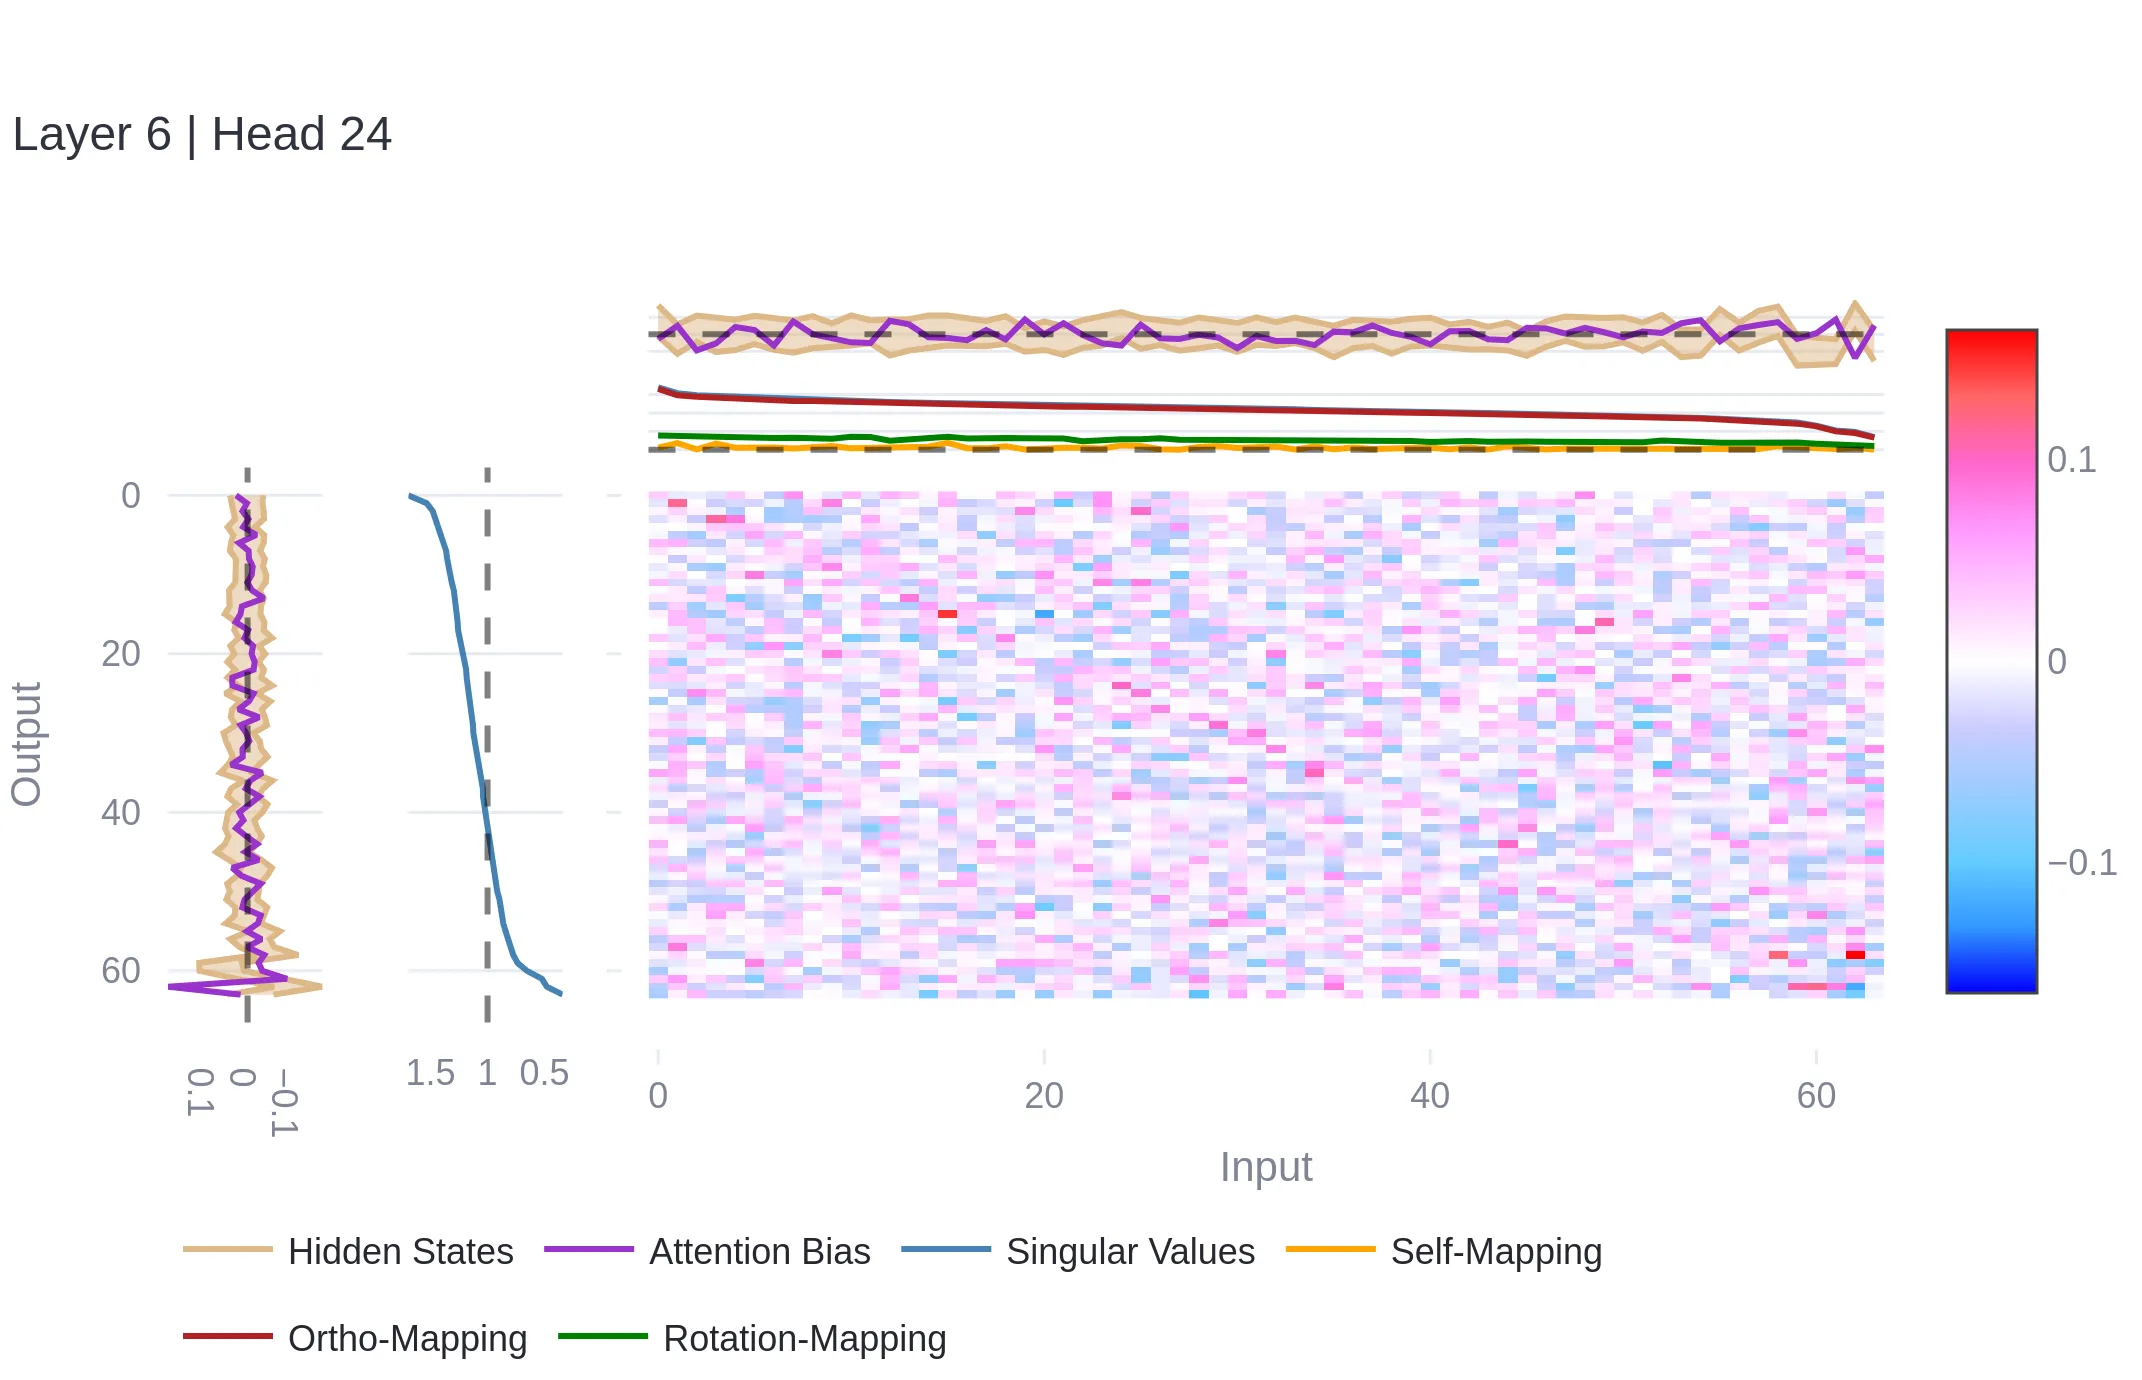 Layer 6 | Head 24
0
20
40
60
Output
0.1
0
−0.1
1.5
1
0.5
0
20
40
60
Input
0.1
0
−0.1
Hidden States
Attention Bias
Singular Values
Self-Mapping
Ortho-Mapping
Rotation-Mapping